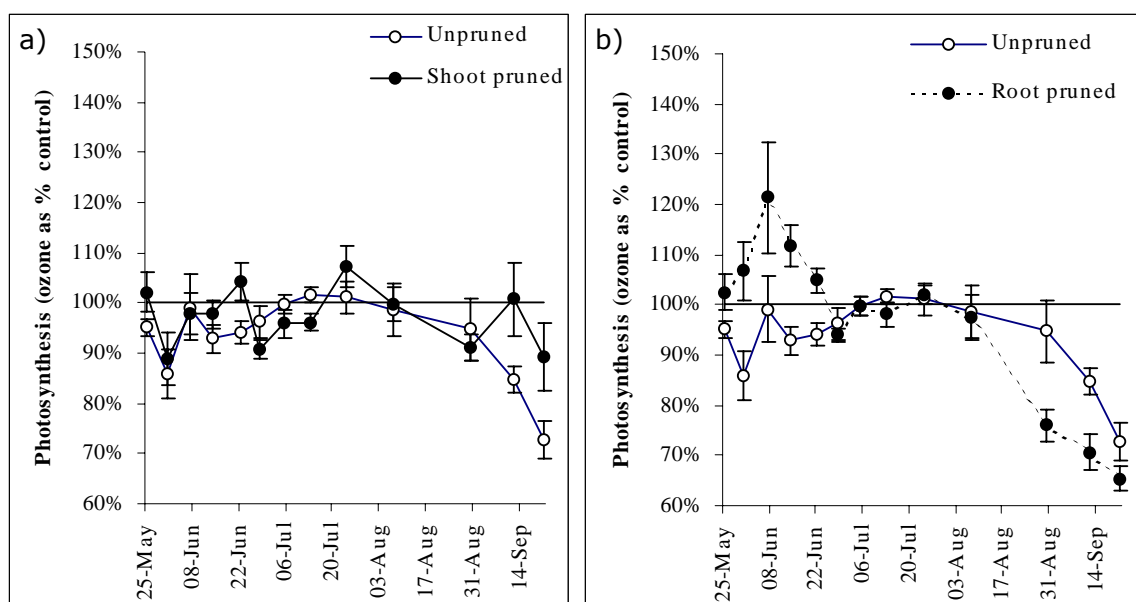 a)
Unpruned
Shoot pruned
Photosynthesis (ozone as % control)
150%
140%
130%
120%
110%
100%
90%
80%
70%
60%
25-May
08-Jun
22-Jun
06-Jul
20-Jul
03-Aug
17-Aug
31-Aug
14-Sep
b)
Unpruned
Root pruned
Photosynthesis (ozone as % control)
150%
140%
130%
120%
110%
100%
90%
80%
70%
60%
25-May
08-Jun
22-Jun
06-Jul
20-Jul
03-Aug
17-Aug
31-Aug
14-Sep